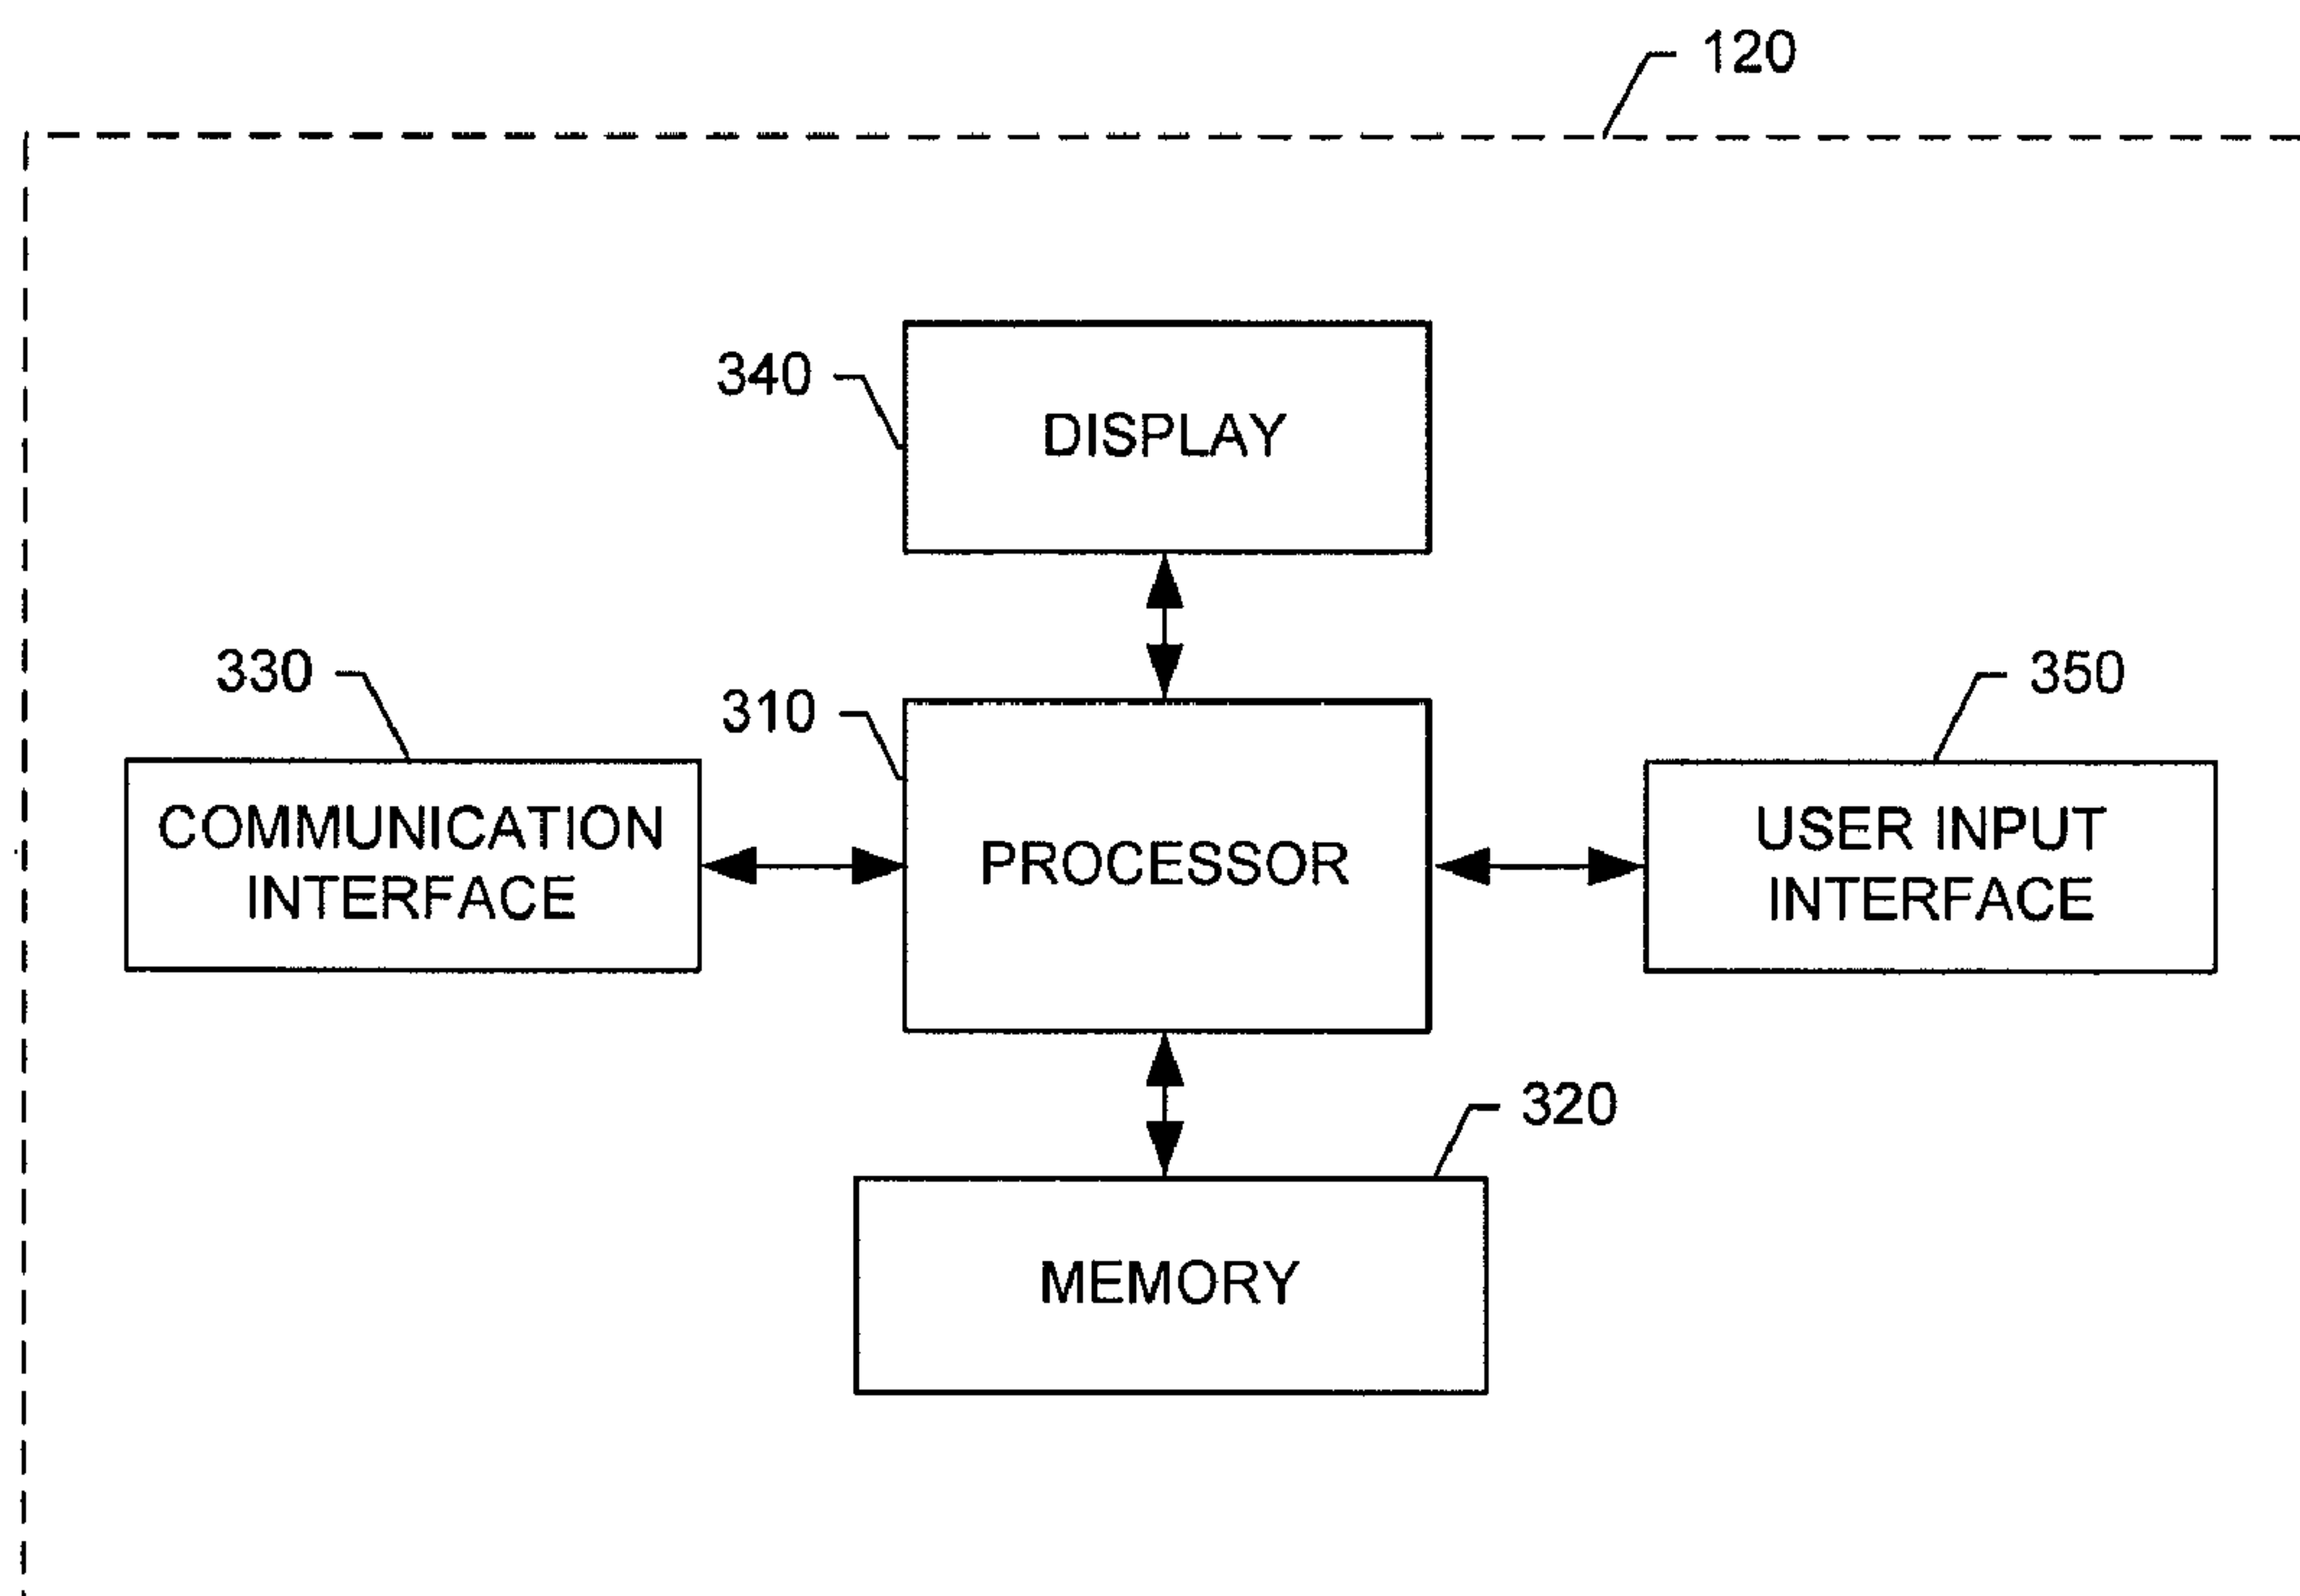 120
340
DISPLAY
330
310
350
COMMUNICATION
INTERFACE
PROCESSOR
USER INPUT
INTERFACE
320
MEMORY